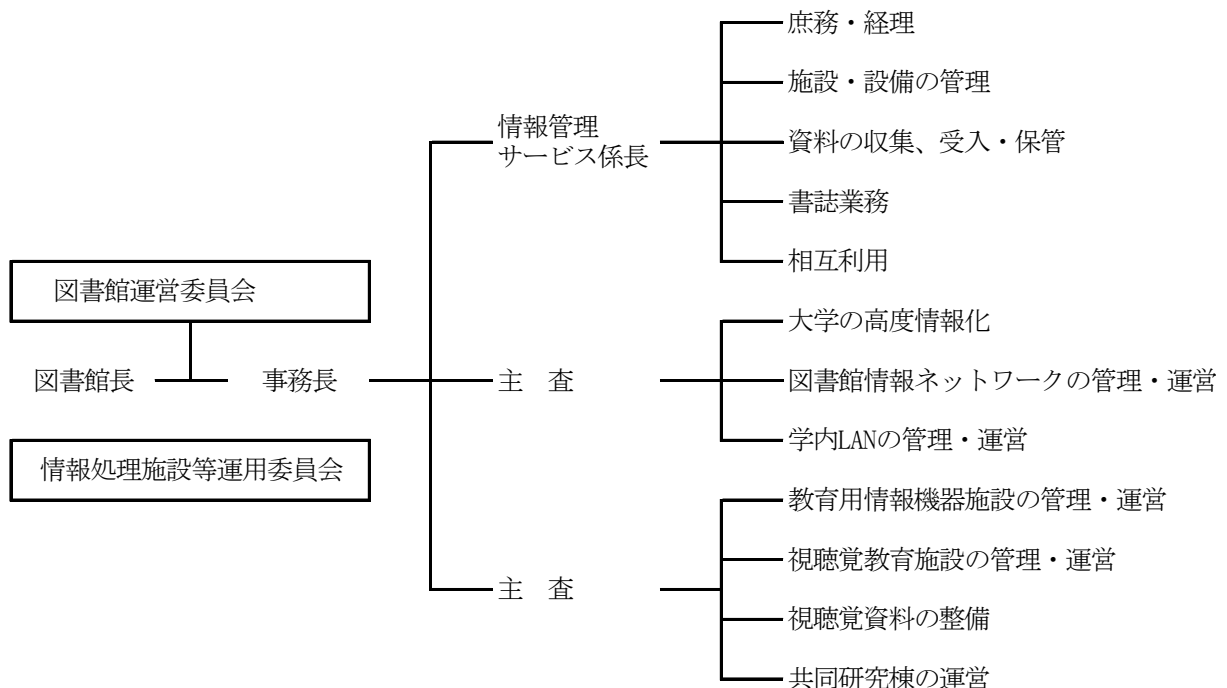 庶務・経理
施設・設備の管理
情報管理
サービス係長
資料の収集、受入・保管
書誌業務
相互利用
図書館運営委員会
大学の高度情報化
図書館長
事務長
主　査
図書館情報ネットワークの管理・運営
学内LANの管理・運営
情報処理施設等運用委員会
教育用情報機器施設の管理・運営
視聴覚教育施設の管理・運営
主　査
視聴覚資料の整備
共同研究棟の運営